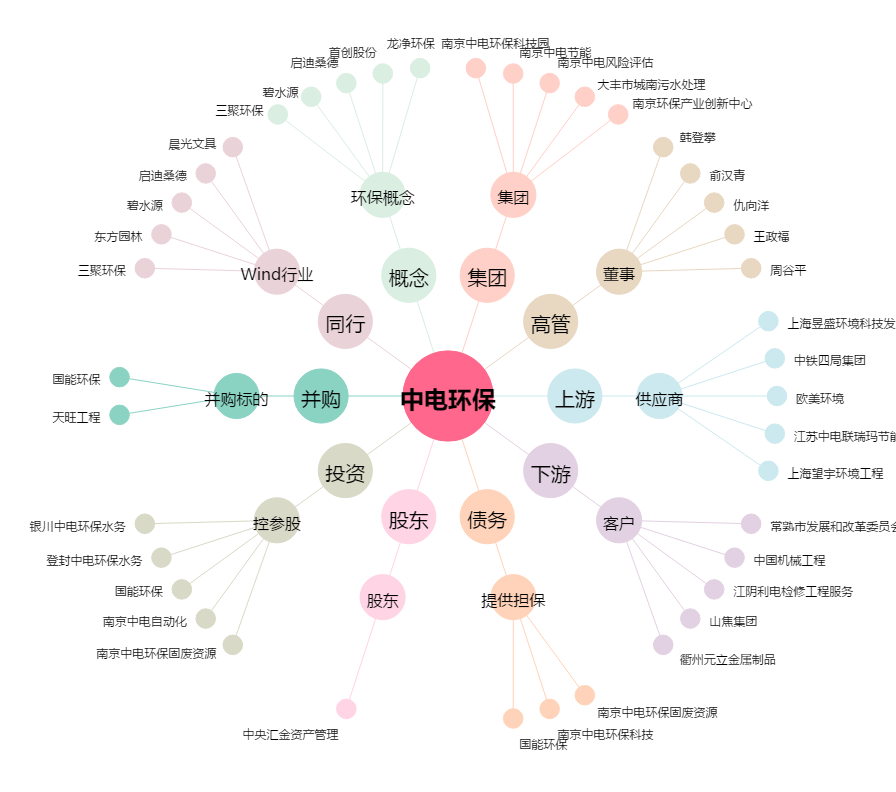 龙净环保
南京中电环保科技园
首创股份
南京中电节能
启迪桑德
南京中电风险评估
碧水源
大丰市城南污水处理
三聚环保
南京环保产业创新中心
晨光文具
韩登攀
启迪桑德
俞汉青
环保概念
集团
碧水源
仇向洋
东方园林
王政福
三聚环保
Wind行业
董事
周谷平
概念
集团
同行
高管
上海昱盛环境科技发
中铁四局集团
国能环保
并购标的
并购
中电环保
上游
供应商
欧美环境
天旺工程
江苏中电联瑞玛节能
投资
下游
上海望宇环境工程
银川中电环保水务
控参股
股东
债务
客户
常熟市发展和改革委员会
登封中电环保水务
中国机械工程
国能环保
江阴利电检修工程服务
股东
提供担保
南京中电自动化
山焦集团
南京中电环保固废资源
衢州元立金属制品
南京中电环保固废资源
中央汇金资产管理
南京中电环保科技
国能环保